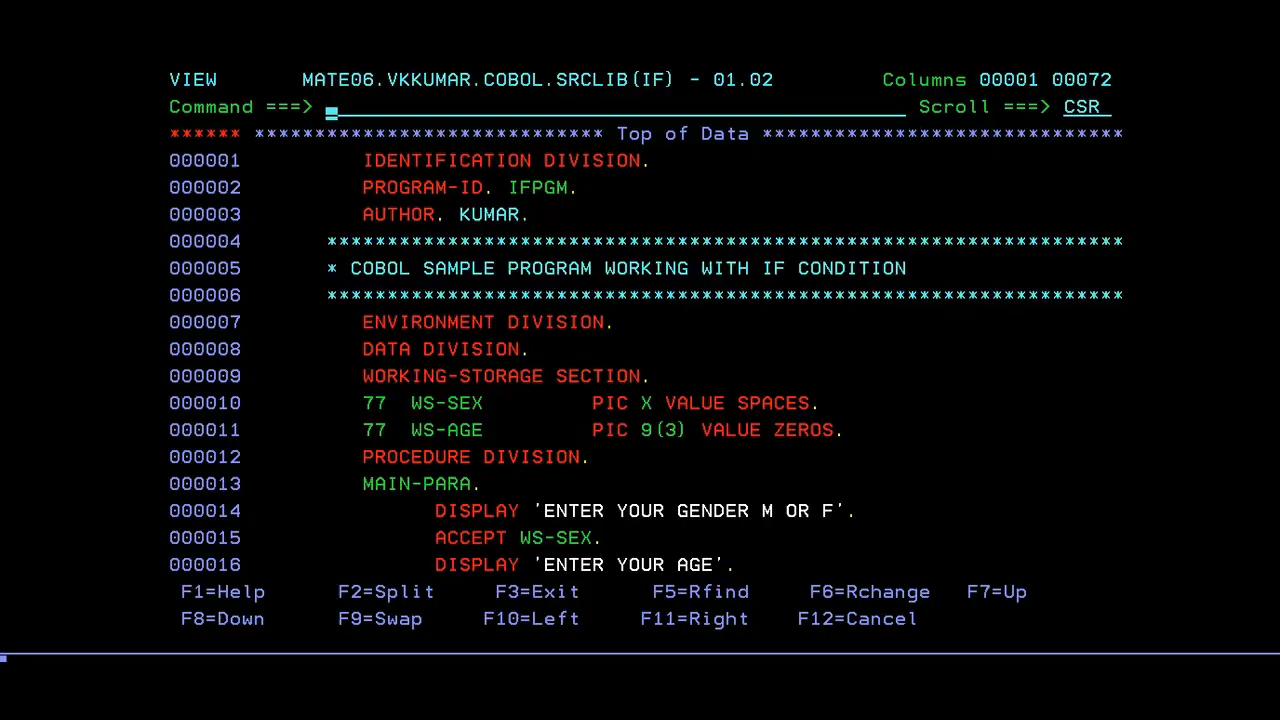 VIEW MATE06.VKKUMAR.COBOL.SRCLIB(IF) - 01.02 Columns 00001 00072
Command ===> Scroll ===> CSR
****** ***************************** Top of Data ******************************
000001 IDENTIFICATION DIVISION.
000002 PROGRAM-ID. IFPGM.
000003 AUTHOR. KUMAR.
000004 ******************************************************************
000005 * COBOL SAMPLE PROGRAM WORKING WITH IF CONDITION
000006 ******************************************************************
000007 ENVIRONMENT DIVISION.
000008 DATA DIVISION.
000009 WORKING-STORAGE SECTION.
000010 77 WS-SEX PIC X VALUE SPACES.
000011 77 WS-AGE PIC 9(3) VALUE ZEROS.
000012 PROCEDURE DIVISION.
000013 MAIN-PARA.
000014 DISPLAY 'ENTER YOUR GENDER M OR F'.
000015 ACCEPT WS-SEX.
000016 DISPLAY 'ENTER YOUR AGE'.
F1=Help F2=Split F3=Exit F5=Rfind F6=Rchange F7=Up
F8=Down F9=Swap F10=Left F11=Right F12=Cancel